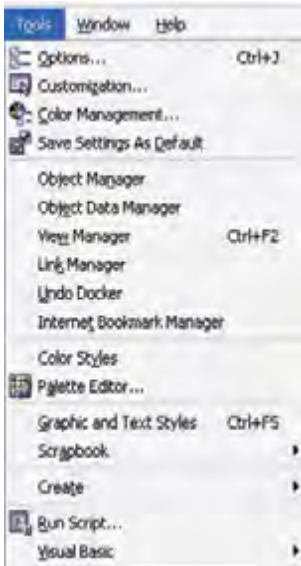 Tools Window Help
Options... Ctrl+J
Customization...
Color Management...
Save Settings As Default
Object Manager
Object Data Manager
View Manager Ctrl+F2
Link Manager
Undo Docker
Internet Bookmark Manager
Color Styles
Palette Editor...
Graphic and Text Styles Ctrl+F5
Scrapbook
Create
Run Script...
Visual Basic